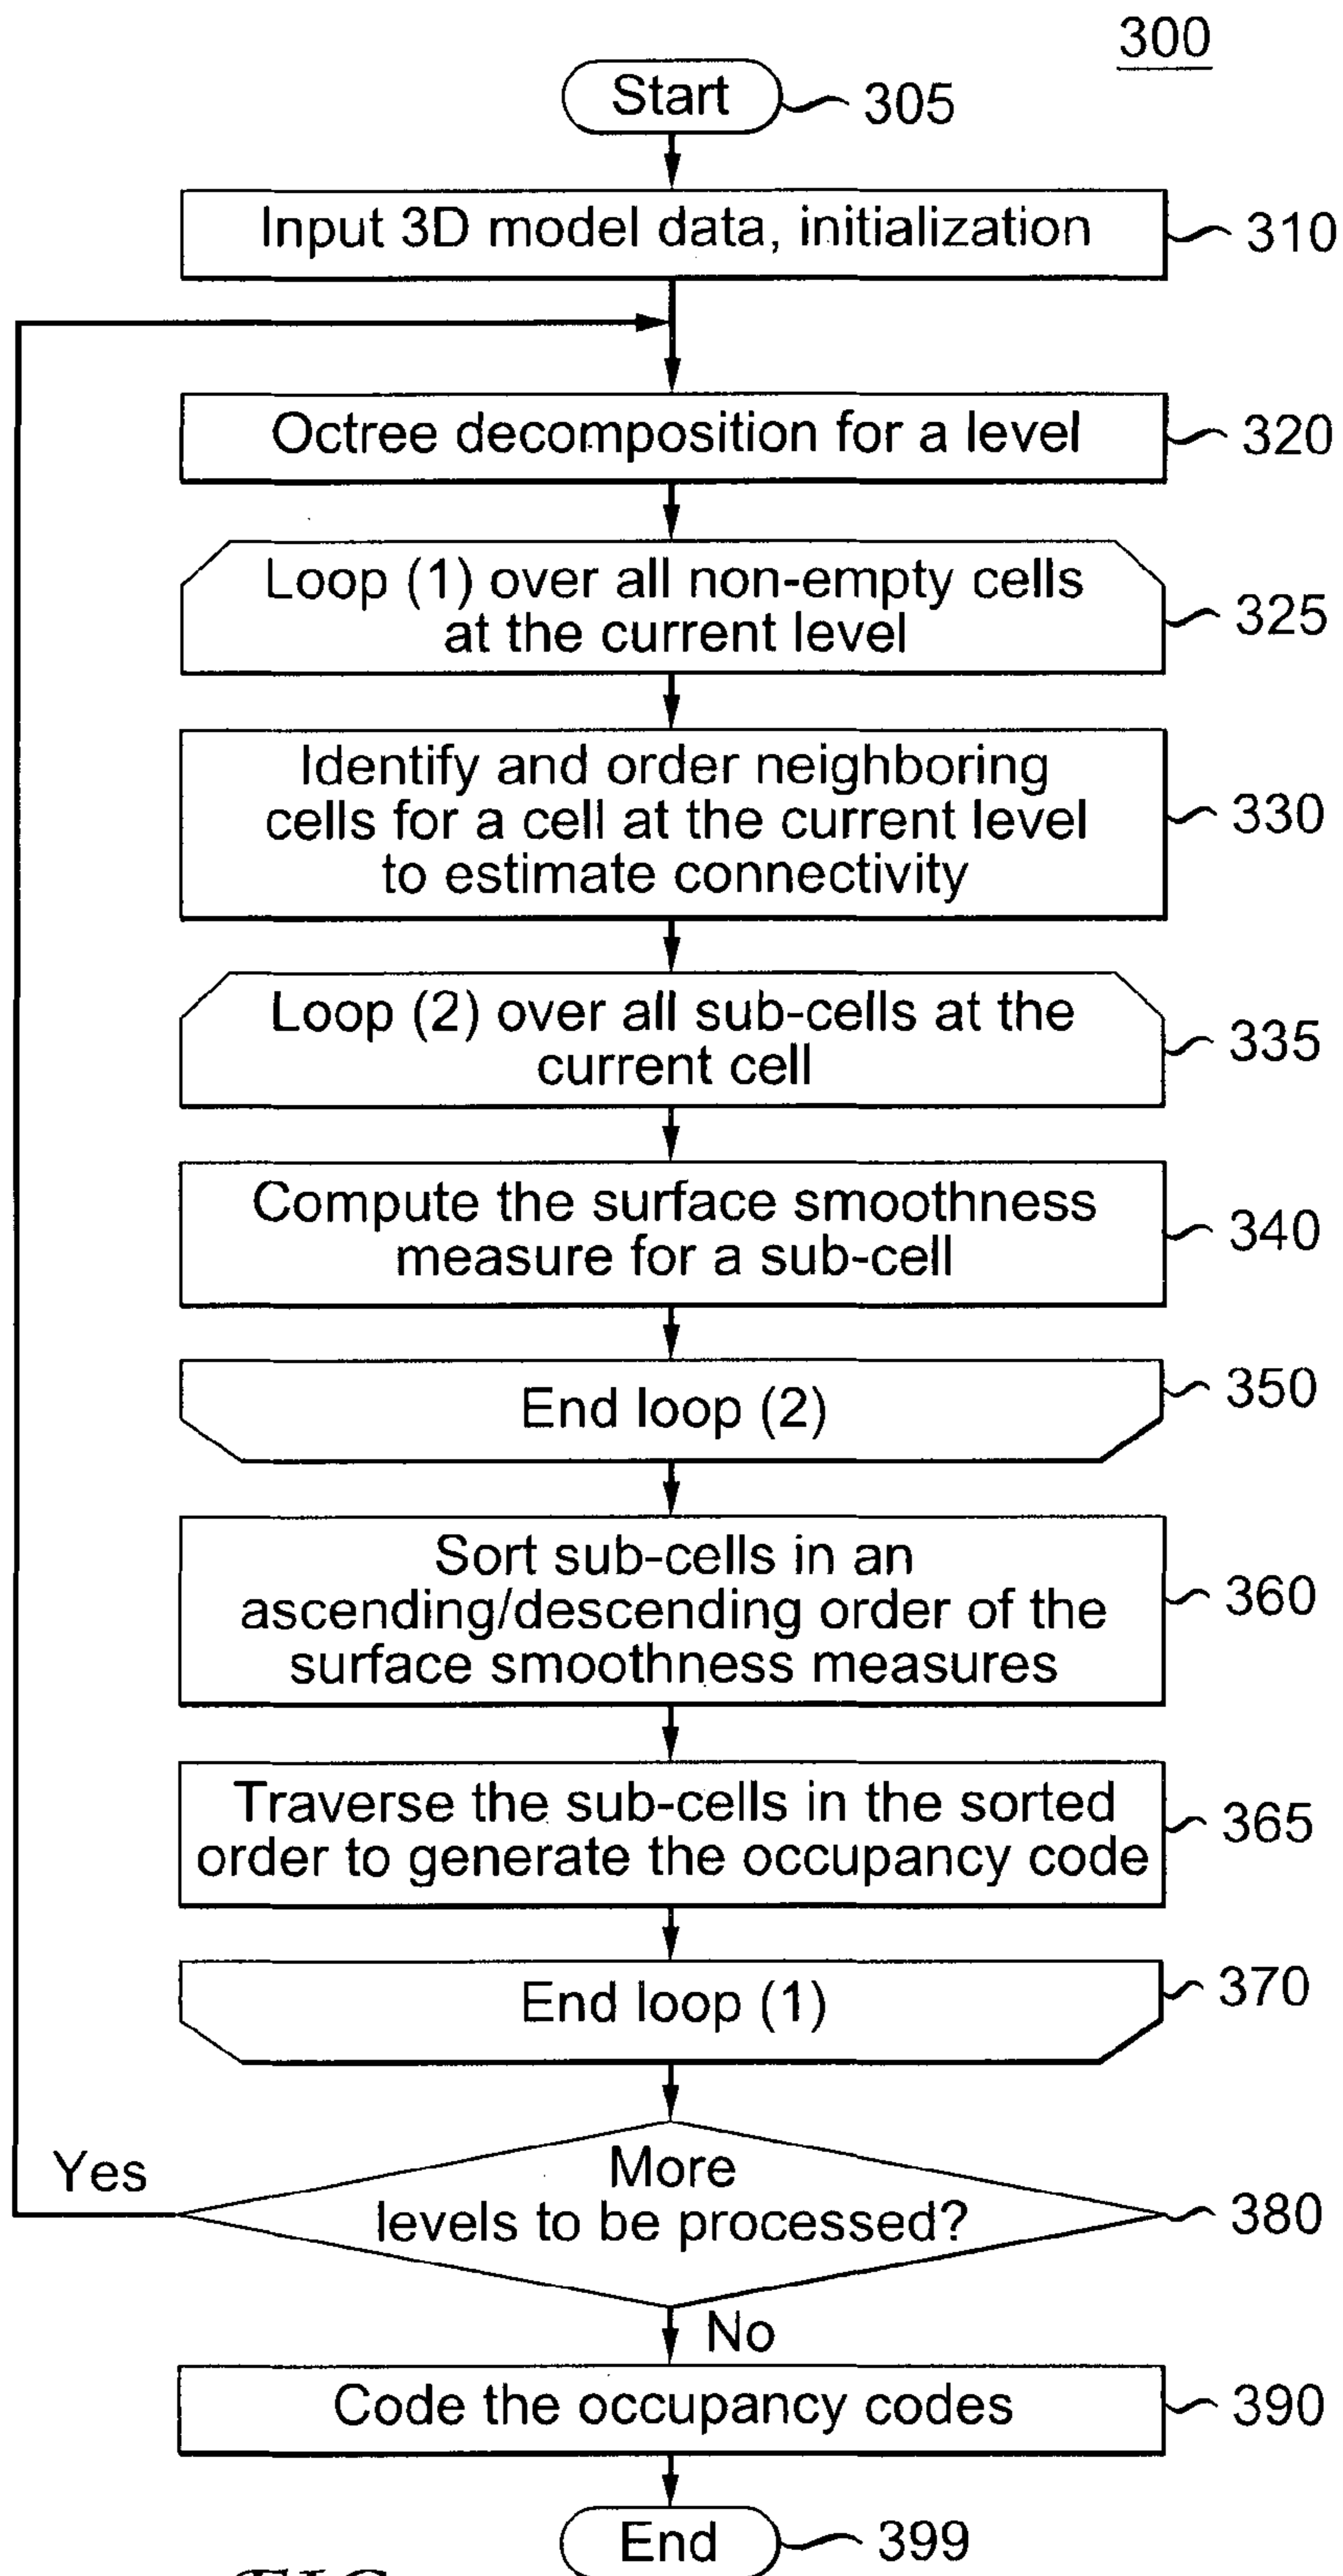 300
Start
305
Input 3D model data, initialization
310
Octree decomposition for a level
320
Loop (1) over all non-empty cells
at the current level
325
Identify and order neighboring
cells for a cell at the current level
to estimate connectivity
330
Loop (2) over all sub-cells at the
current cell
335
Compute the surface smoothness
measure for a sub-cell
340
End loop (2)
350
Sort sub-cells in an
ascending/descending order of the
surface smoothness measures
360
Traverse the sub-cells in the sorted
order to generate the occupancy code
365
End loop (1)
370
Yes
More
levels to be processed?
380
No
Code the occupancy codes
390
End
399